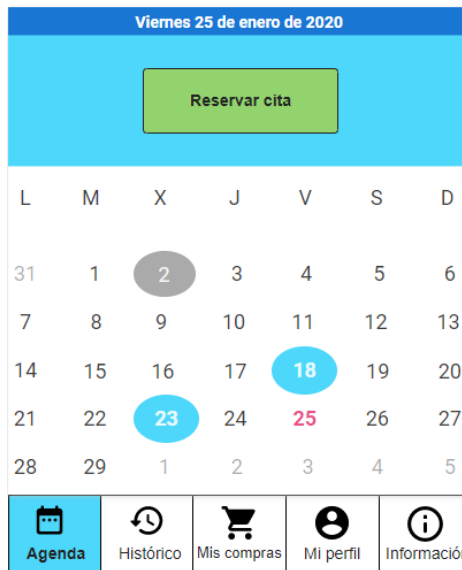 Viernes 25 de enero de 2020
Reservar cita
L M X J V S D
31 1 2 3 4 5 6
7 8 9 10 11 12 13
14 15 16 17 18 19 20
21 22 23 24 25 26 27
28 29 1 2 3 4 5
Agenda Histórico Mis compras Mi perfil Información